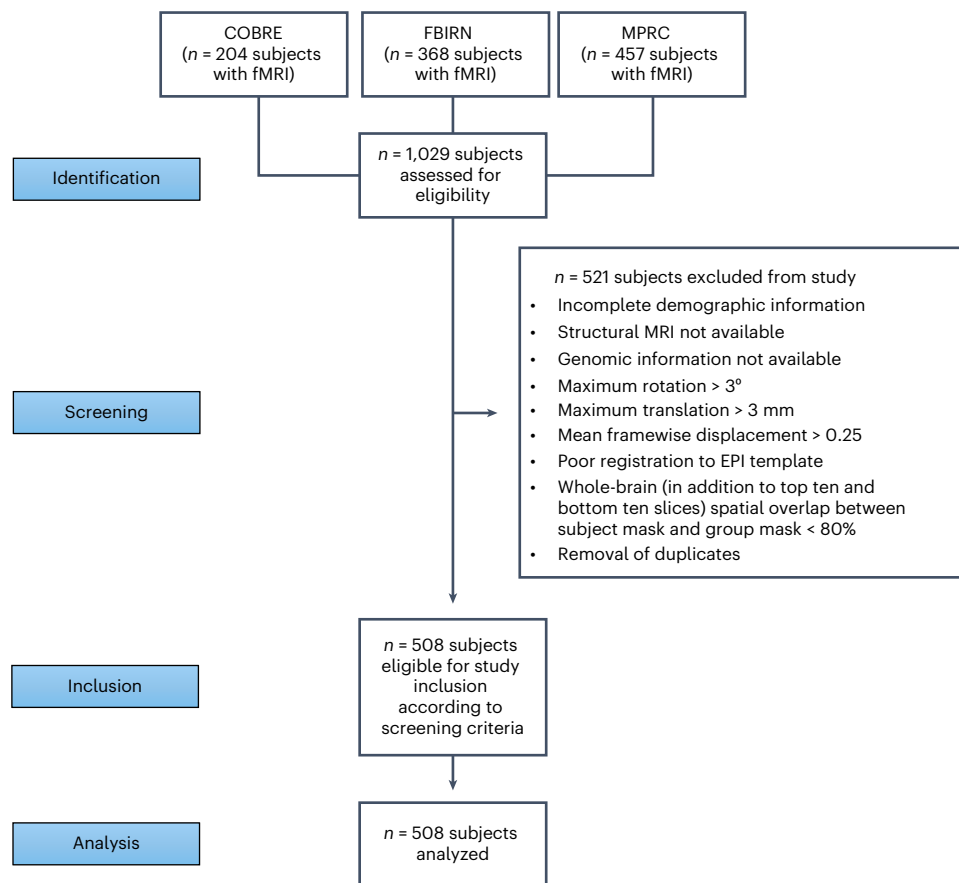 COBRE
(n = 204 subjects
with fMRI)
FBIRN
(n = 368 subjects
with fMRI)
MPRC
(n = 457 subjects
with fMRI)
n = 1,029 subjects
assessed for
eligibility
Identification
n = 521 subjects excluded from study
• Incomplete demographic information
• Structural MRI not available
• Genomic information not available
• Maximum rotation > 3º
• Maximum translation > 3 mm
• Mean framewise displacement > 0.25
• Poor registration to EPI template
• Whole-brain (in addition to top ten and
bottom ten slices) spatial overlap between
subject mask and group mask < 80%
• Removal of duplicates
Screening
n = 508 subjects
eligible for study
inclusion
according to
screening criteria
Inclusion
n = 508 subjects
analyzed
Analysis